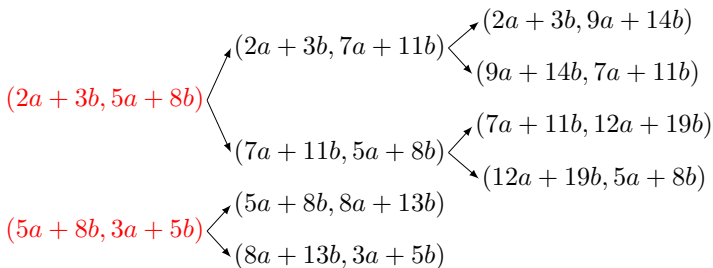 (2a + 3b, 5a + 8b)
(2a + 3b, 7a + 11b)
(2a + 3b, 9a + 14b)
(9a + 14b, 7a + 11b)
(7a + 11b, 5a + 8b)
(7a + 11b, 12a + 19b)
(12a + 19b, 5a + 8b)
(5a + 8b, 3a + 5b)
(5a + 8b, 8a + 13b)
(8a + 13b, 3a + 5b)